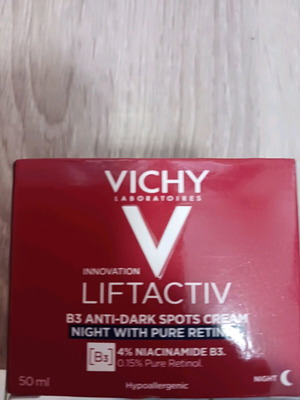 VICHY
LABORATOIRES
INNOVATION
LIFTACTIV
B3 ANTI-DARK SPOTS CREAM
NIGHT WITH PURE RETINOL
[B3]
4% NIACINAMIDE B3.
0.15% Pure Retinol.
50 ml
Hypoallergenic
NIGHT